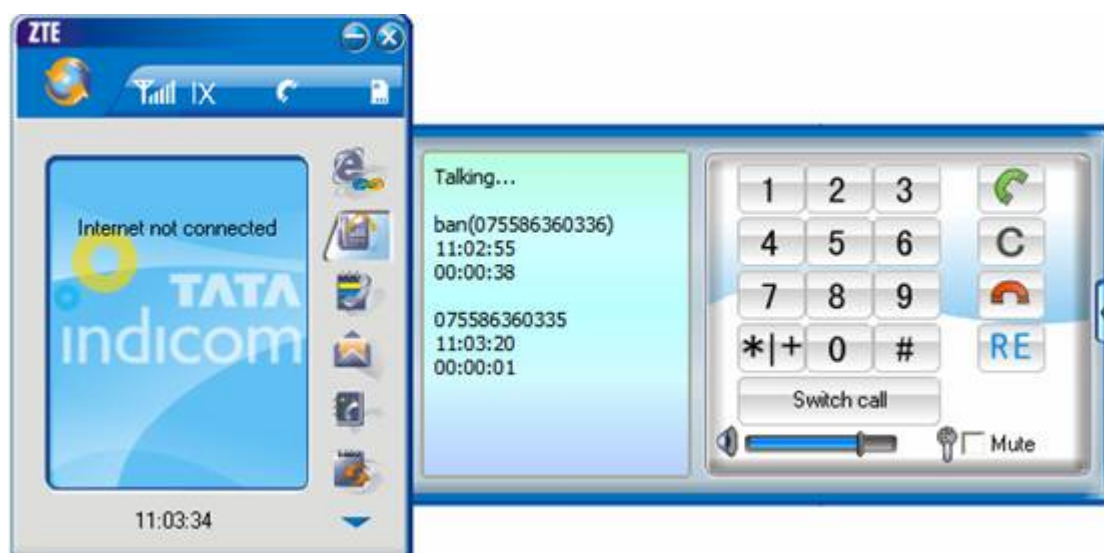 ZTE
IX
Internet not connected
TATA
indicom
11:03:34
Talking...
ban(075586360336)
11:02:55
00:00:38
075586360335
11:03:20
00:00:01
1 2 3
4 5 6 C
7 8 9
*|+ 0 # RE
Switch call
Mute